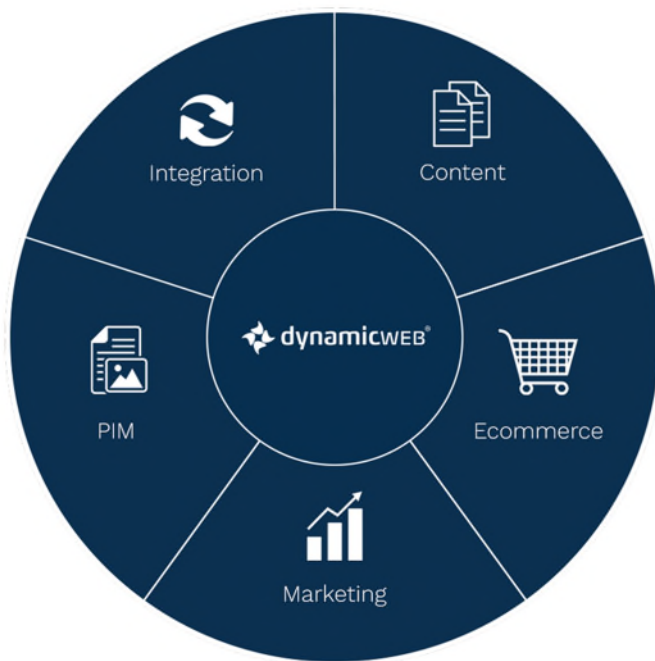 Integration
Content
dynamicWEB®
PIM
Ecommerce
Marketing